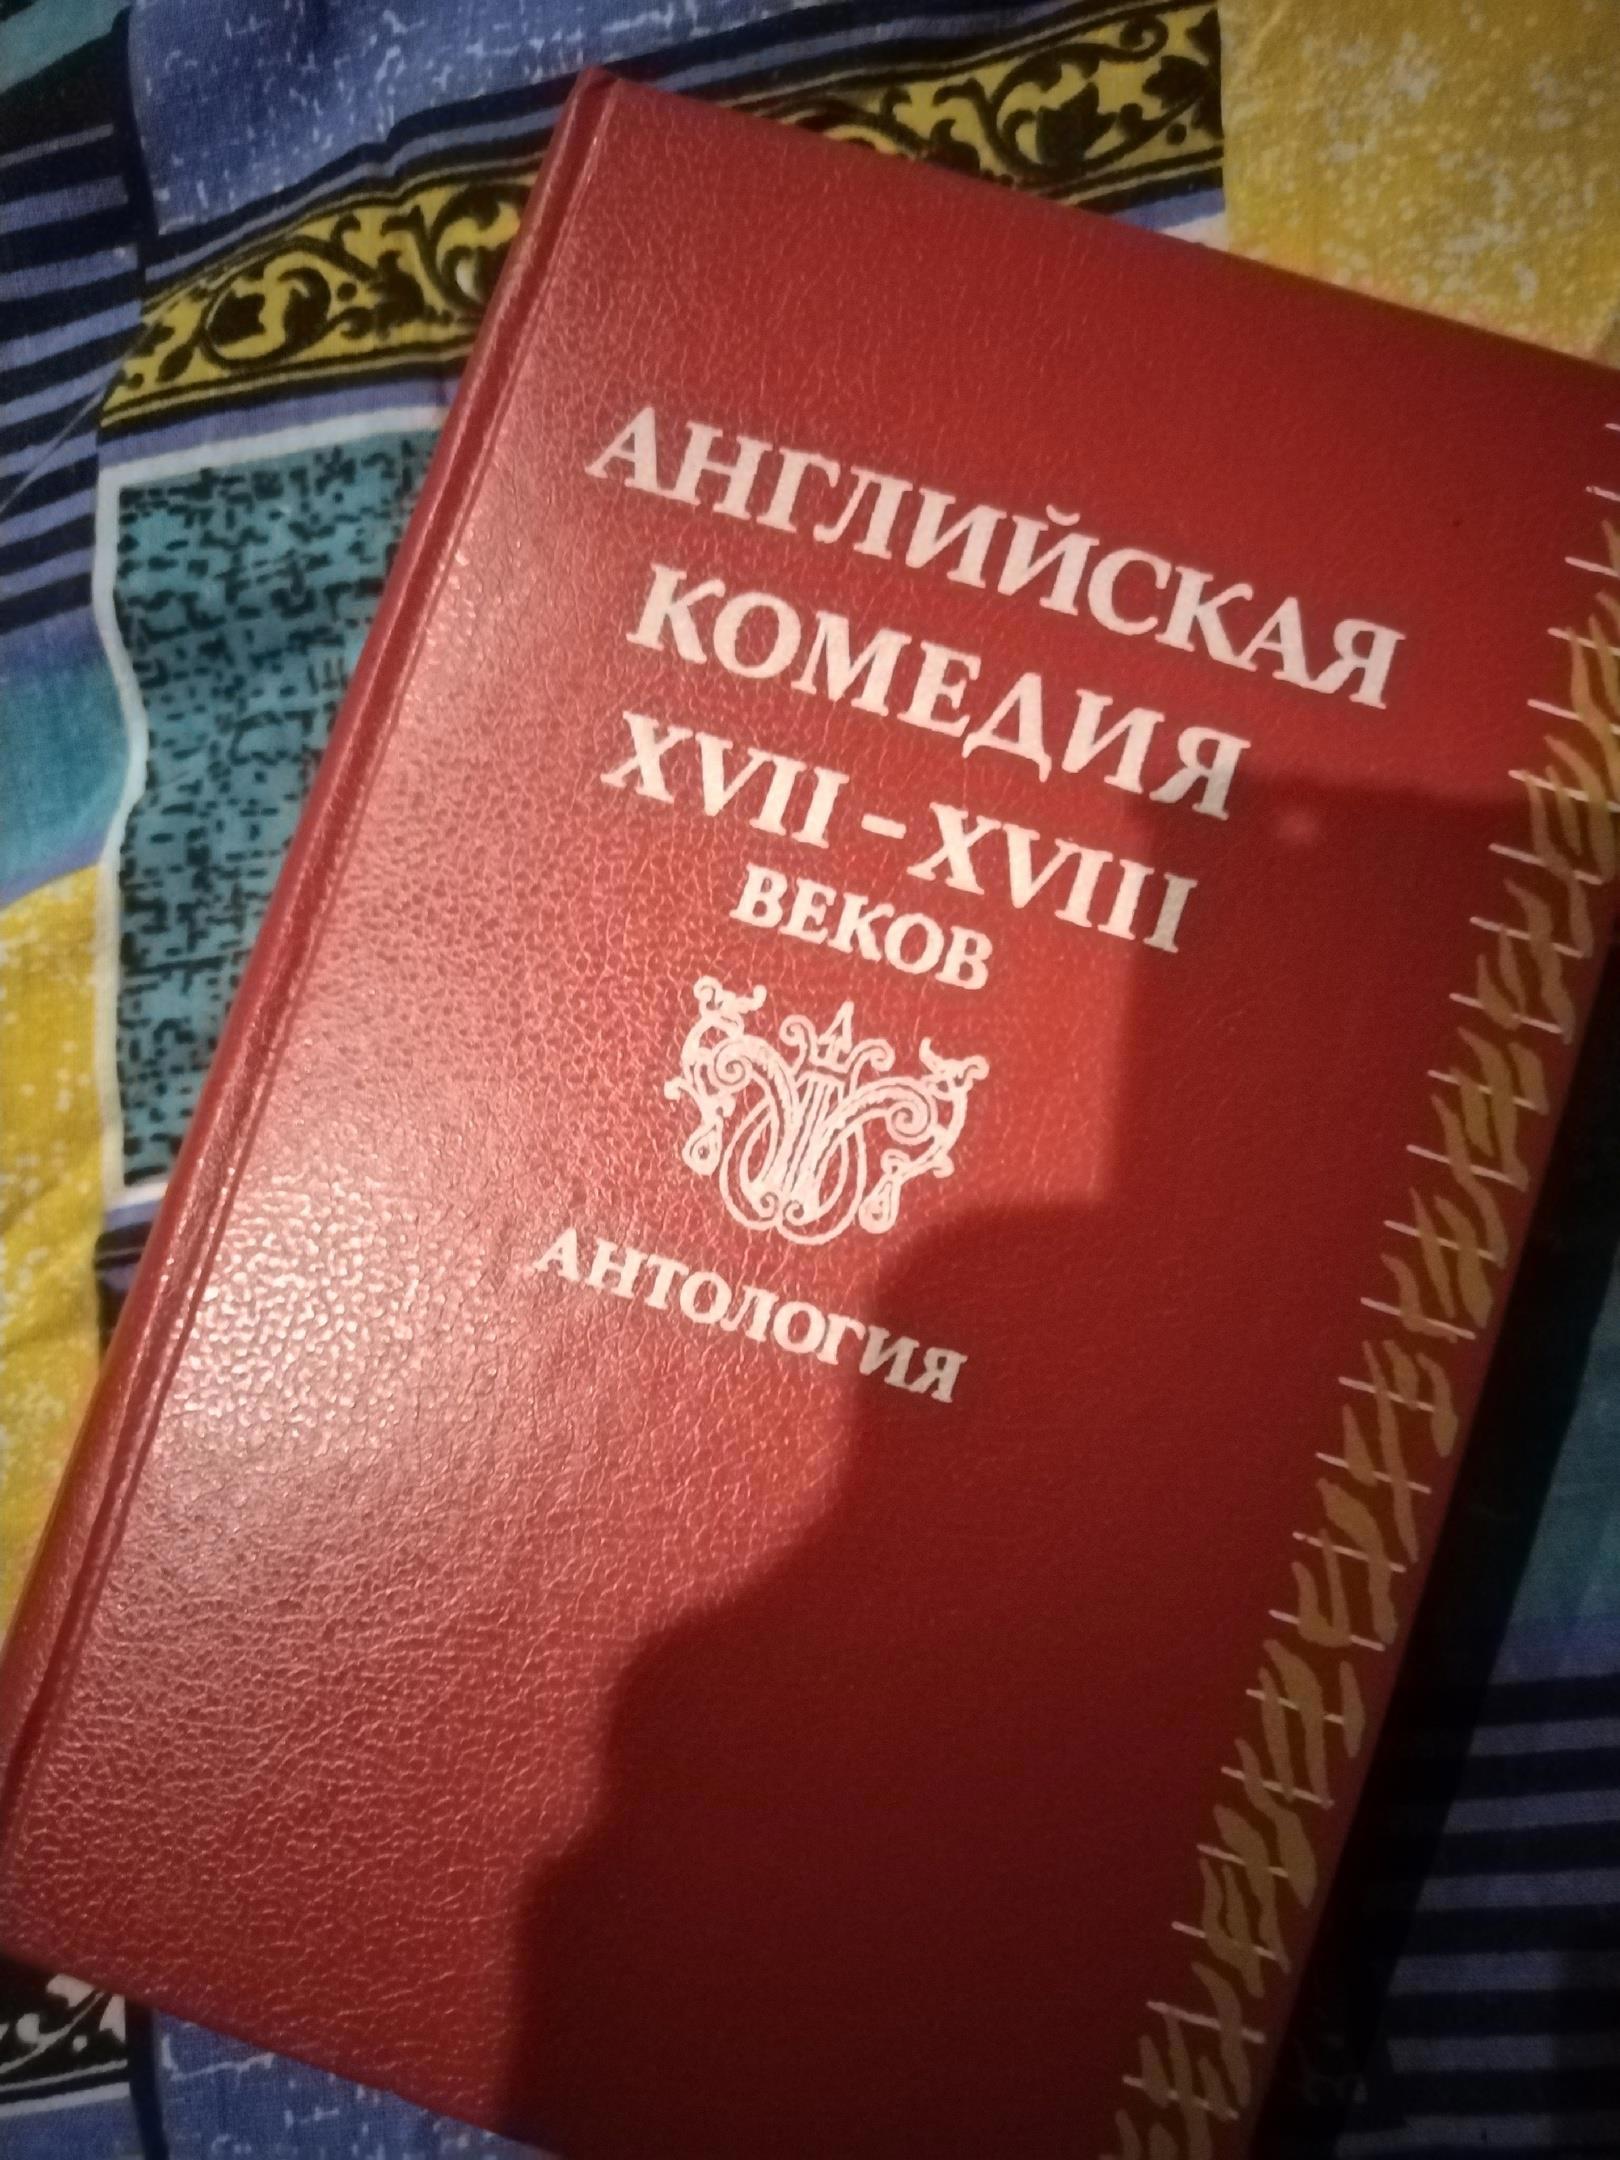 АНГЛИЙСКАЯ
КОМЕДИЯ
XVII – XVIII
ВЕКОВ
АНТОЛОГИЯ